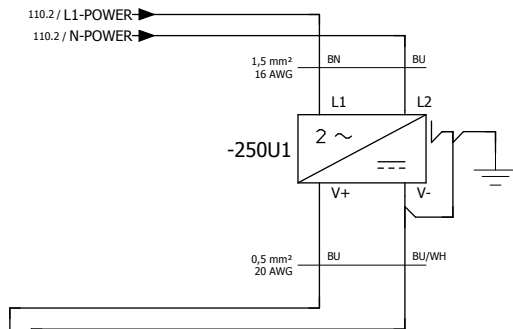 110.2 / L1-POWER
110.2 / N-POWER
1,5 mm² BN BU
16 AWG
L1 L2
2 ~
-250U1
V+ V-
0,5 mm² BU BU/WH
20 AWG